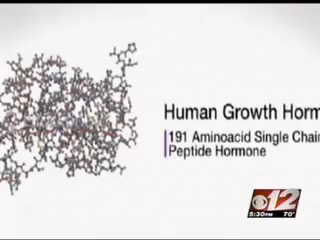 Human Growth Horm
191 Aminoacid Single Chain
Peptide Hormone
12
5:30PM 70°